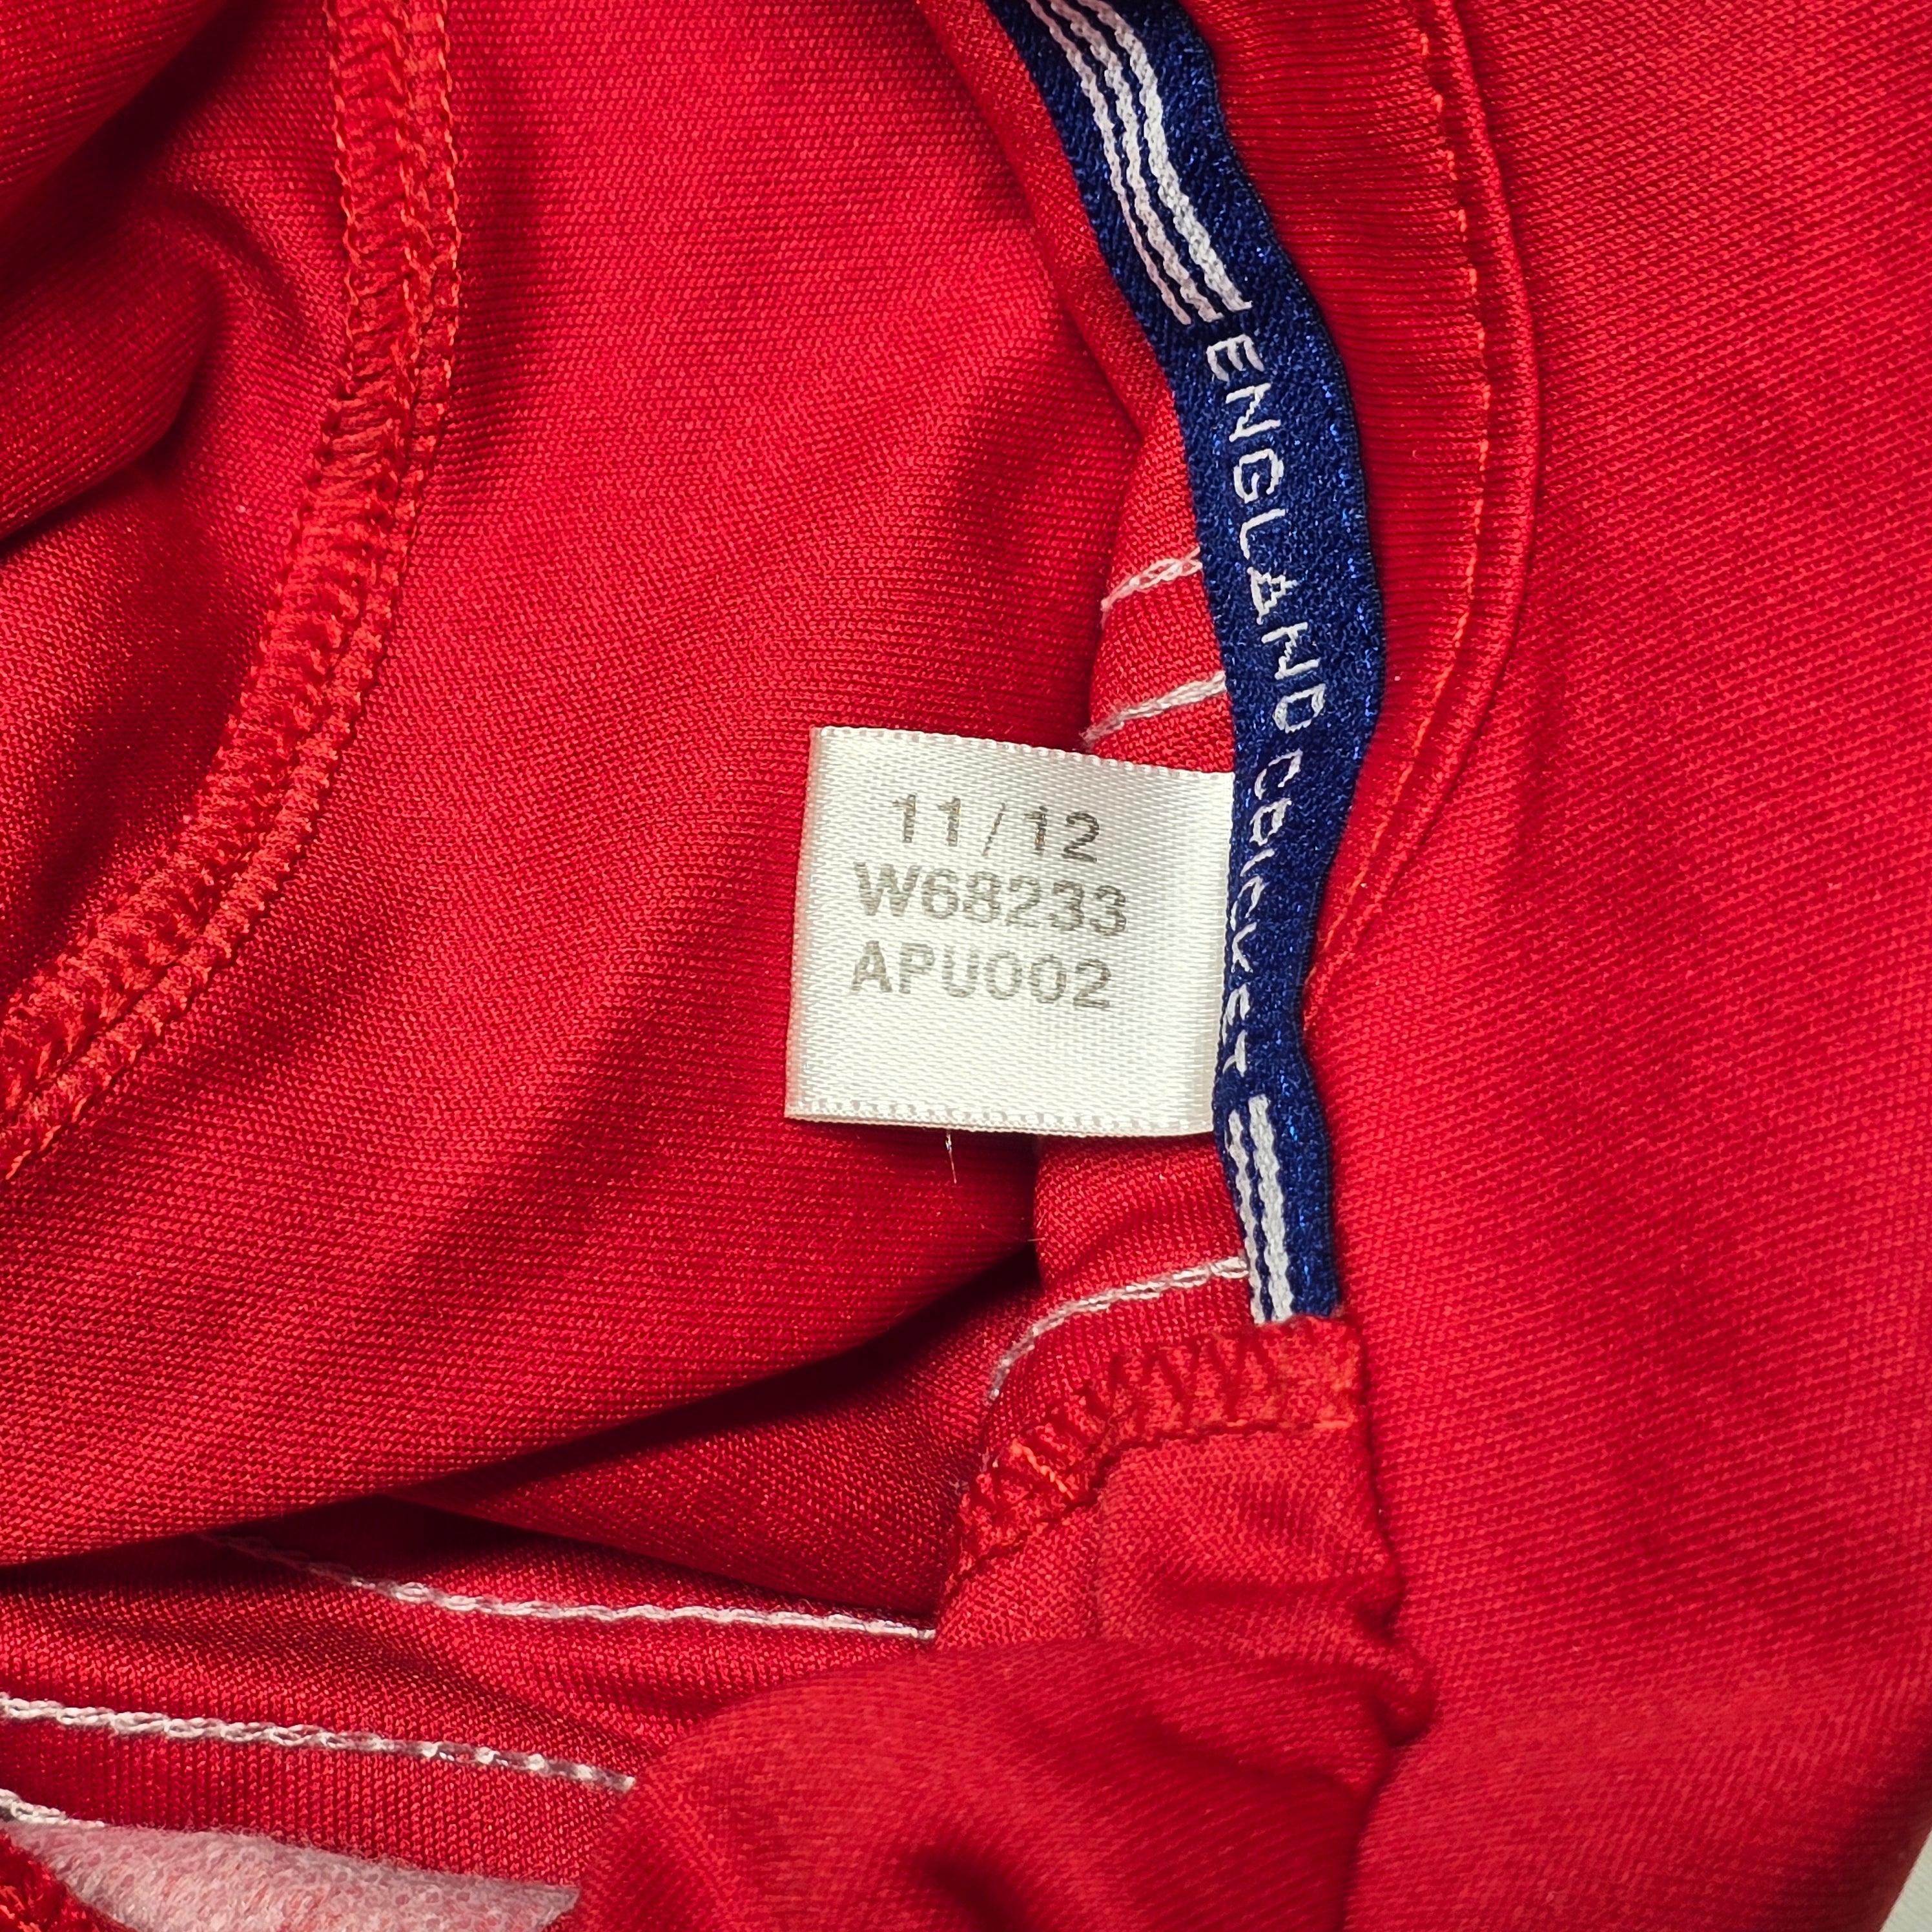 ENGLAND CRICKET
11/12
W68233
APU002